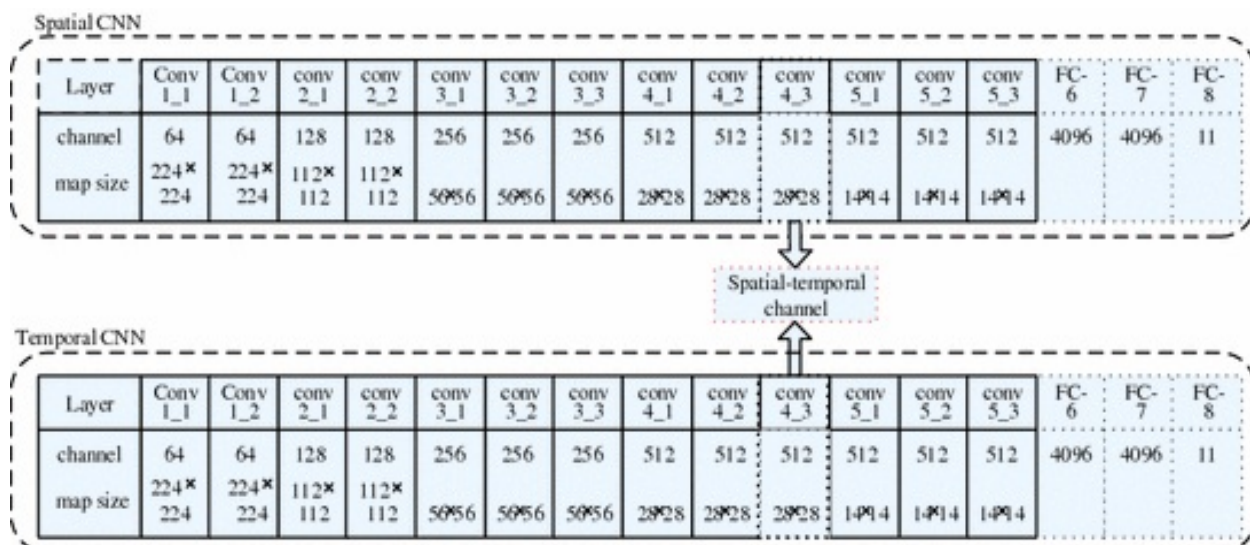 Spatial CNN
Layer Conv 1_1 Conv 1_2 conv 2_1 conv 2_2 conv 3_1 conv 3_2 conv 3_3 conv 4_1 conv 4_2 conv 4_3 conv 5_1 conv 5_2 conv 5_3 FC-6 FC-7 FC-8
channel 64 64 128 128 256 256 256 512 512 512 512 512 512 4096 4096 11
map size 224× 224 224× 224 112× 112 112× 112 56×56 56×56 56×56 28×28 28×28 28×28 14×14 14×14 14×14
Spatial-temporal
channel
Temporal CNN
Layer Conv 1_1 Conv 1_2 conv 2_1 conv 2_2 conv 3_1 conv 3_2 conv 3_3 conv 4_1 conv 4_2 conv 4_3 conv 5_1 conv 5_2 conv 5_3 FC-6 FC-7 FC-8
channel 64 64 128 128 256 256 256 512 512 512 512 512 512 4096 4096 11
map size 224× 224 224× 224 112× 112 112× 112 56×56 56×56 56×56 28×28 28×28 28×28 14×14 14×14 14×14